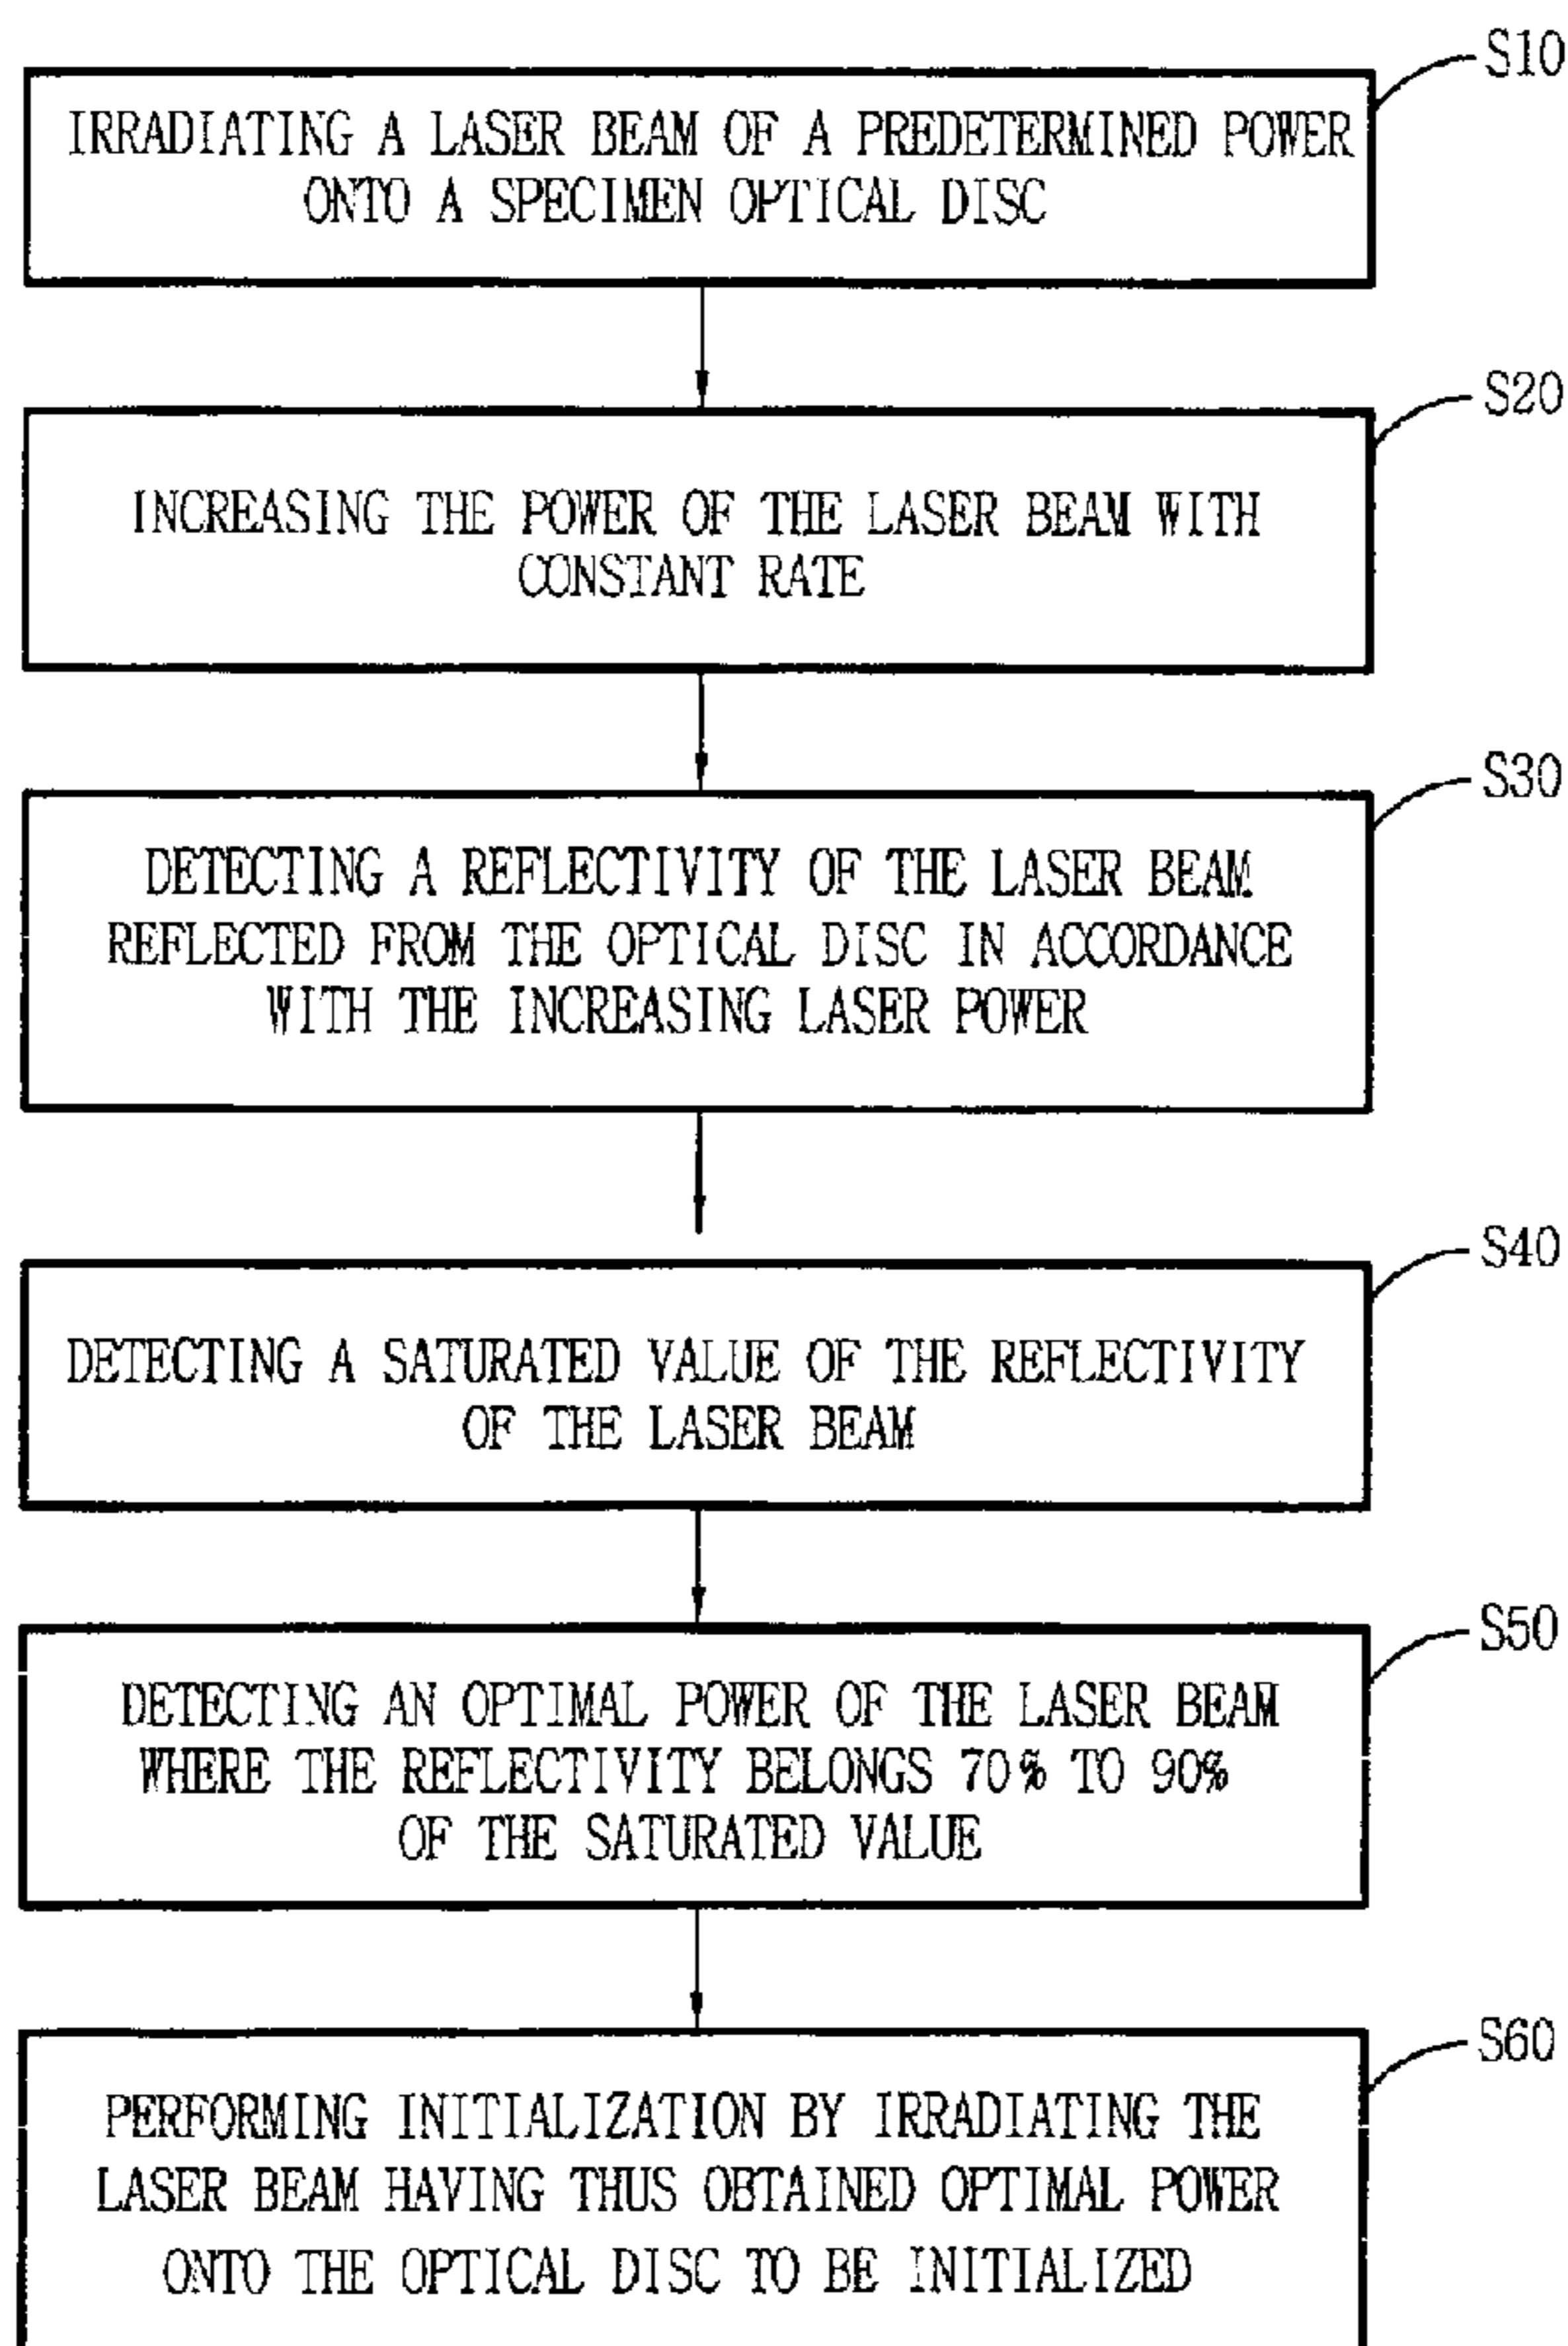 S10
IRRADIATING A LASER BEAM OF A PREDETERMINED POWER
ONTO A SPECIMEN OPTICAL DISC
S20
INCREASING THE POWER OF THE LASER BEAM WITH
CONSTANT RATE
S30
DETECTING A REFLECTIVITY OF THE LASER BEAM
REFLECTED FROM THE OPTICAL DISC IN ACCORDANCE
WITH THE INCREASING LASER POWER
S40
DETECTING A SATURATED VALUE OF THE REFLECTIVITY
OF THE LASER BEAM
S50
DETECTING AN OPTIMAL POWER OF THE LASER BEAM
WHERE THE REFLECTIVITY BELONGS 70% TO 90%
OF THE SATURATED VALUE
S60
PERFORMING INITIALIZATION BY IRRADIATING THE
LASER BEAM HAVING THUS OBTAINED OPTIMAL POWER
ONTO THE OPTICAL DISC TO BE INITIALIZED